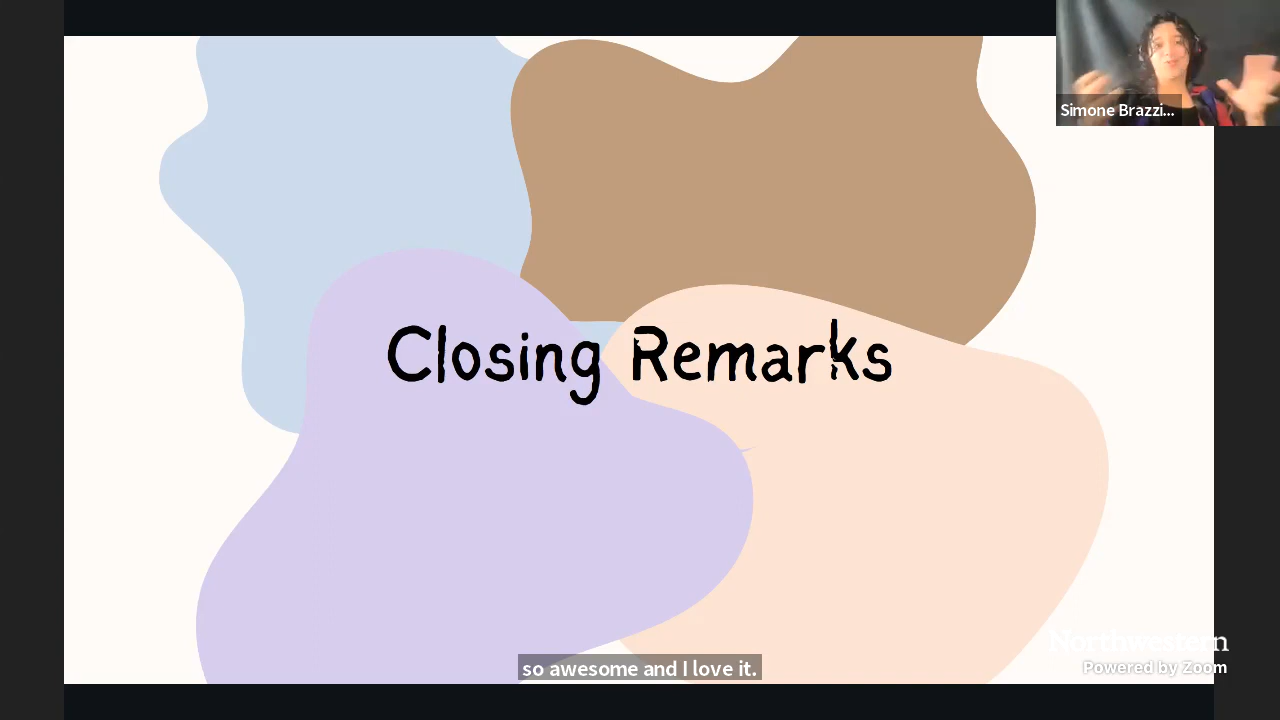 Simone Brazzi...
Closing Remarks
so awesome and I love it.
Northwestern
Powered by Zoom